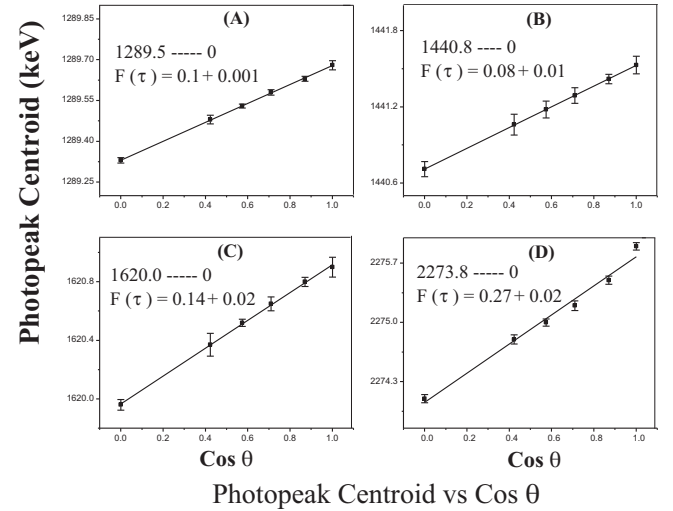 Photopeak Centroid (keV)
(A)
1289.5 ----- 0
F ( τ ) = 0.1 + 0.001
1289.85
1289.70
1289.55
1289.40
1289.25
0.0 0.2 0.4 0.6 0.8 1.0
(B)
1440.8 ---- 0
F ( τ ) = 0.08 + 0.01
1441.8
1441.2
1440.6
0.0 0.2 0.4 0.6 0.8 1.0
(C)
1620.0 ----- 0
F ( τ ) = 0.14 + 0.02
1620.8
1620.4
1620.0
0.0 0.2 0.4 0.6 0.8 1.0
Cos θ
(D)
2273.8 ----- 0
F ( τ ) = 0.27 + 0.02
2275.7
2275.0
2274.3
0.0 0.2 0.4 0.6 0.8 1.0
Cos θ
Photopeak Centroid vs Cos θ